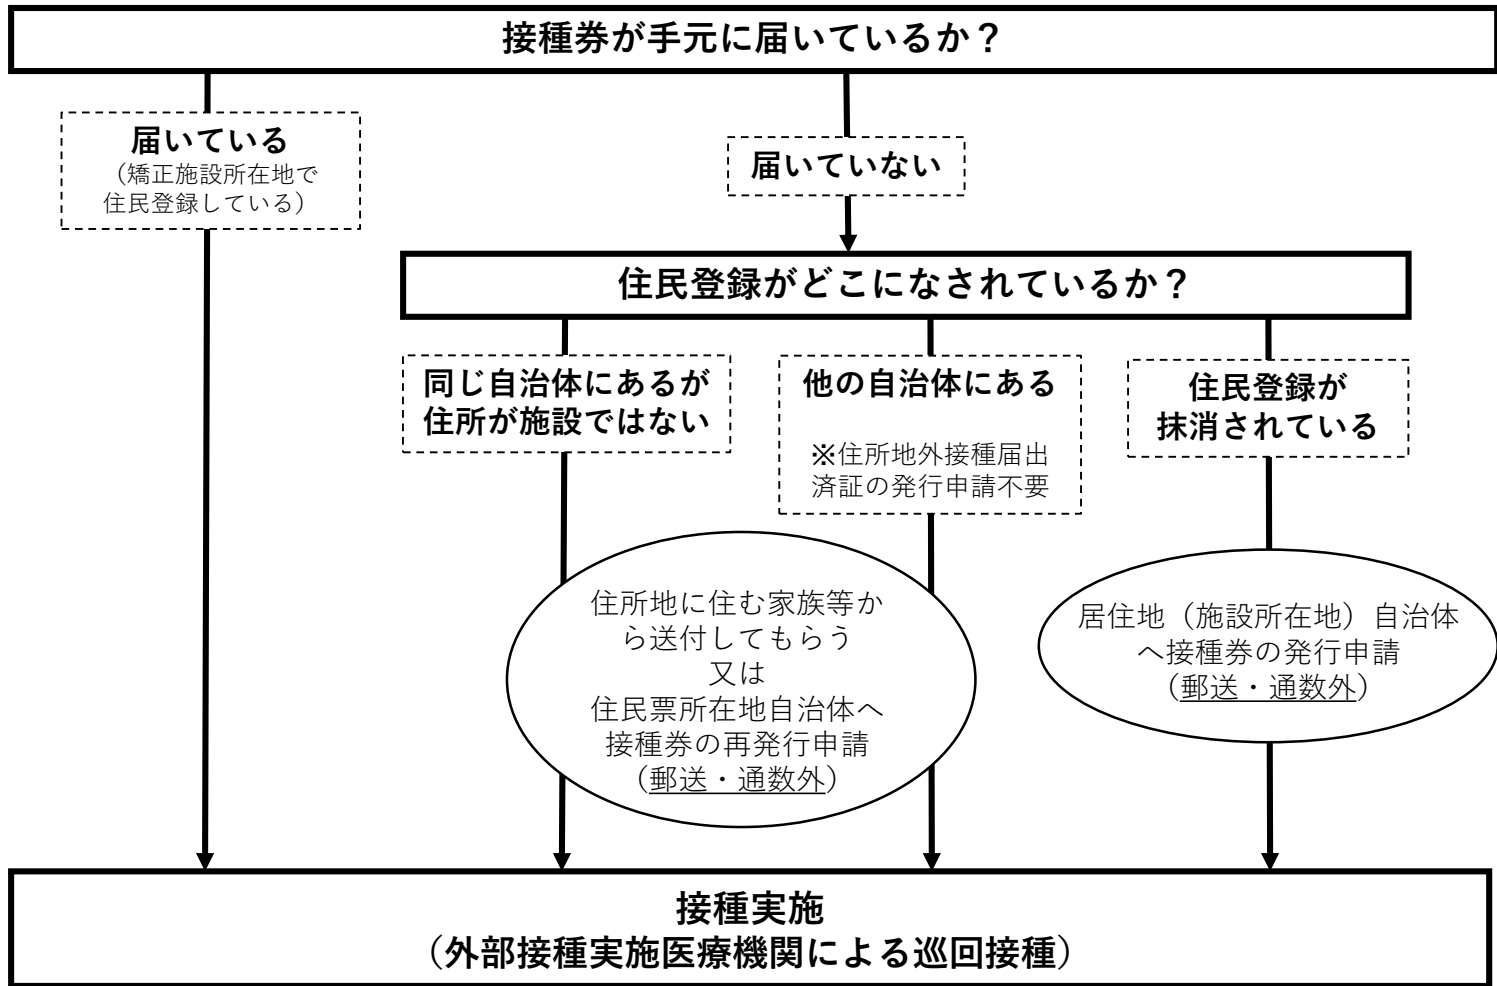 接種券が手元に届いているか？
届いている
（矯正施設所在地で
住民登録している）
届いていない
住民登録がどこになされているか？
同じ自治体にあるが
住所が施設ではない
他の自治体にある
※住所地外接種届出
済証の発行申請不要
住民登録が
抹消されている
住所地に住む家族等か
ら送付してもらう
又は
住民票所在地自治体へ
接種券の再発行申請
（郵送・通数外）
居住地（施設所在地）自治体
へ接種券の発行申請
（郵送・通数外）
接種実施
（外部接種実施医療機関による巡回接種）